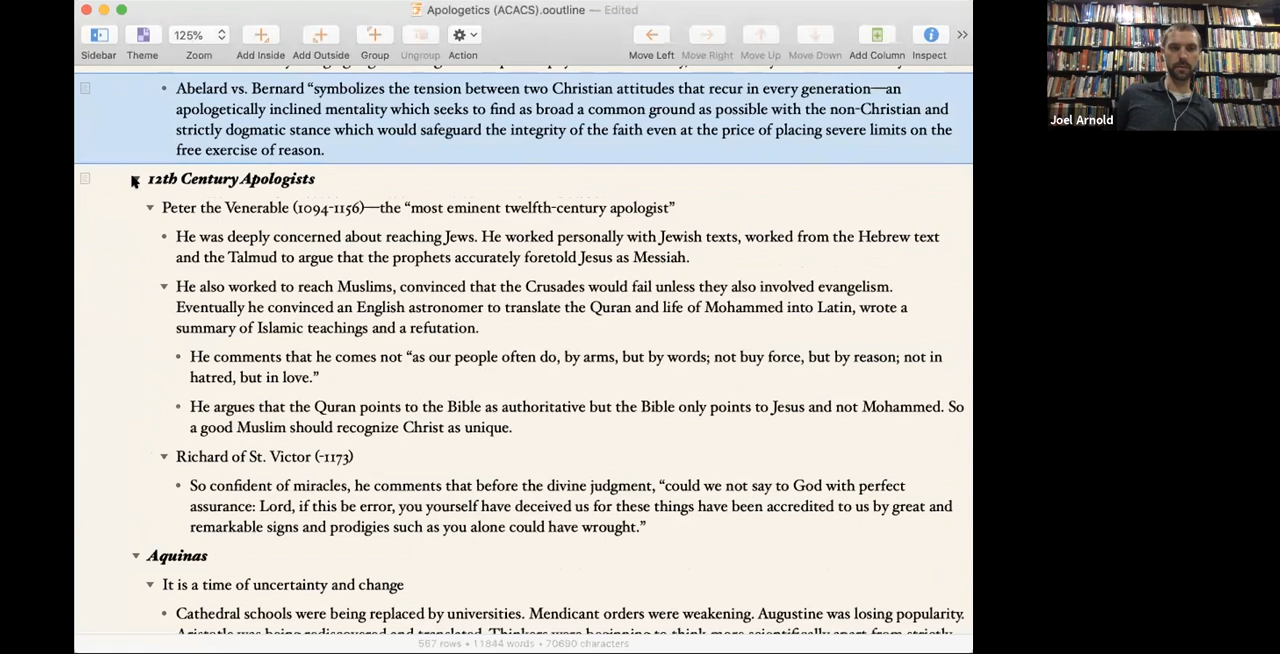 Apologetics (ACACS).ooutline — Edited
125%
Sidebar Theme Zoom Add Inside Add Outside Group Ungroup Action Move Left Move Right Move Up Move Down Add Column Inspect
Abelard vs. Bernard “symbolizes the tension between two Christian attitudes that recur in every generation—an
apologetically inclined mentality which seeks to find as broad a common ground as possible with the non-Christian and
strictly dogmatic stance which would safeguard the integrity of the faith even at the price of placing severe limits on the
free exercise of reason.
12th Century Apologists
Peter the Venerable (1094-1156)—the “most eminent twelfth-century apologist”
He was deeply concerned about reaching Jews. He worked personally with Jewish texts, worked from the Hebrew text
and the Talmud to argue that the prophets accurately foretold Jesus as Messiah.
He also worked to reach Muslims, convinced that the Crusades would fail unless they also involved evangelism.
Eventually he convinced an English astronomer to translate the Quran and life of Mohammed into Latin, wrote a
summary of Islamic teachings and a refutation.
He comments that he comes not “as our people often do, by arms, but by words; not buy force, but by reason; not in
hatred, but in love.”
He argues that the Quran points to the Bible as authoritative but the Bible only points to Jesus and not Mohammed. So
a good Muslim should recognize Christ as unique.
Richard of St. Victor (-1173)
So confident of miracles, he comments that before the divine judgment, “could we not say to God with perfect
assurance: Lord, if this be error, you yourself have deceived us for these things have been accredited to us by great and
remarkable signs and prodigies such as you alone could have wrought.”
Aquinas
It is a time of uncertainty and change
Cathedral schools were being replaced by universities. Mendicant orders were weakening. Augustine was losing popularity.
567 rows • 11844 words • 70690 characters
Joel Arnold